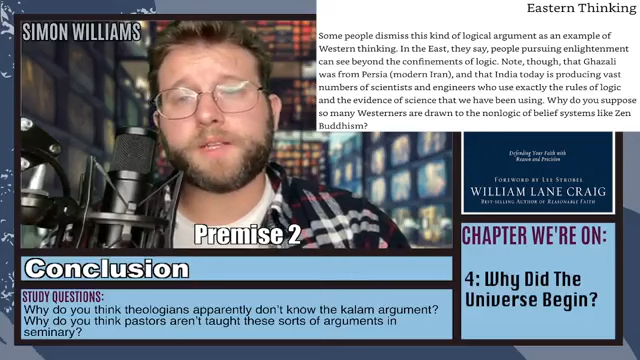 SIMON WILLIAMS
Eastern Thinking
Some people dismiss this kind of logical argument as an example of
Western thinking. In the East, they say, people pursuing enlightenment
can see beyond the confinements of logic. Note, though, that Ghazali
was from Persia (modern Iran), and that India today is producing vast
numbers of scientists and engineers who use exactly the rules of logic
and the evidence of science that we have been using. Why do you suppose
so many Westerners are drawn to the nonlogic of belief systems like Zen
Buddhism?
Defending Your Faith with
Reason and Precision
FOREWORD BY LEE STROBEL
WILLIAM LANE CRAIG
BEST-SELLING AUTHOR OF REASONABLE FAITH
Premise 2
Conclusion
STUDY QUESTIONS:
Why do you think theologians apparently don't know the kalam argument?
Why do you think pastors aren't taught these sorts of arguments in
seminary?
CHAPTER WE'RE ON:
4: Why Did The
Universe Begin?